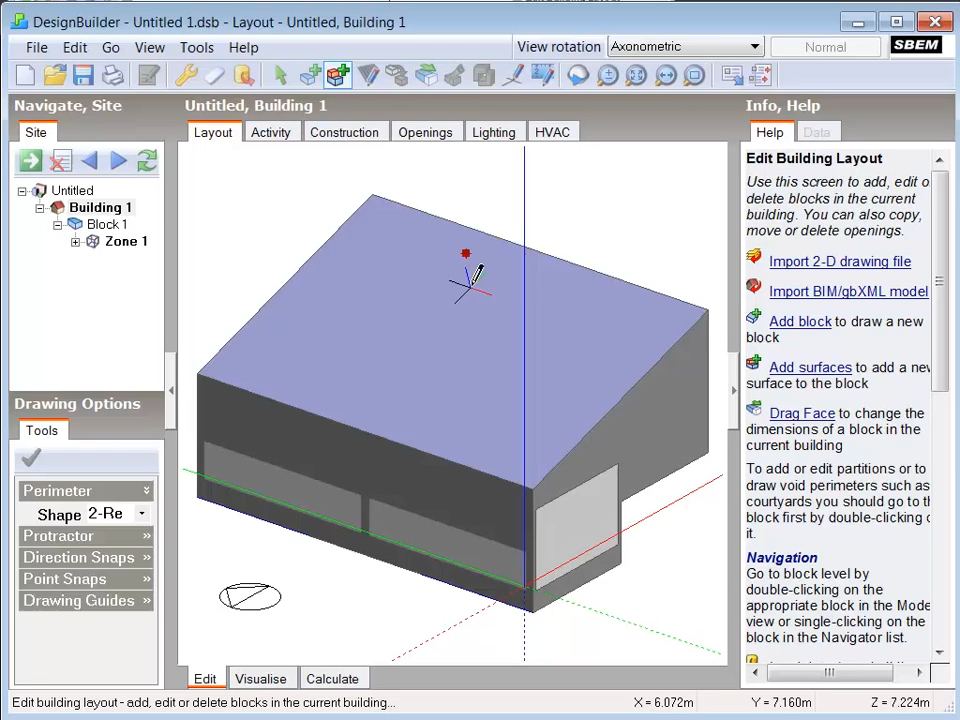 DesignBuilder - Untitled 1.dsb - Layout - Untitled, Building 1
File Edit Go View Tools Help
View rotation Axonometric Normal SBEM
Navigate, Site
Site
Untitled
Building 1
Block 1
Zone 1
Drawing Options
Tools
Perimeter
Shape 2-Re
Protractor
Direction Snaps
Point Snaps
Drawing Guides
Untitled, Building 1
Layout Activity Construction Openings Lighting HVAC
Edit Visualise Calculate
Info, Help
Help Data
Edit Building Layout
Use this screen to add, edit o
delete blocks in the current
building. You can also copy,
move or delete openings.
Import 2-D drawing file
Import BIM/gbXML model
Add block to draw a new
block
Add surfaces to add a new
surface to the block
Drag Face to change the
dimensions of a block in the
current building
To add or edit partitions or to
draw void perimeters such as
courtyards you should go to th
block first by double-clicking o
it.
Navigation
Go to block level by
double-clicking on the
appropriate block in the Mode
view or single-clicking on the
block in the Navigator list.
Edit building layout - add, edit or delete blocks in the current building...
X = 6.072m Y = 7.160m Z = 7.224m